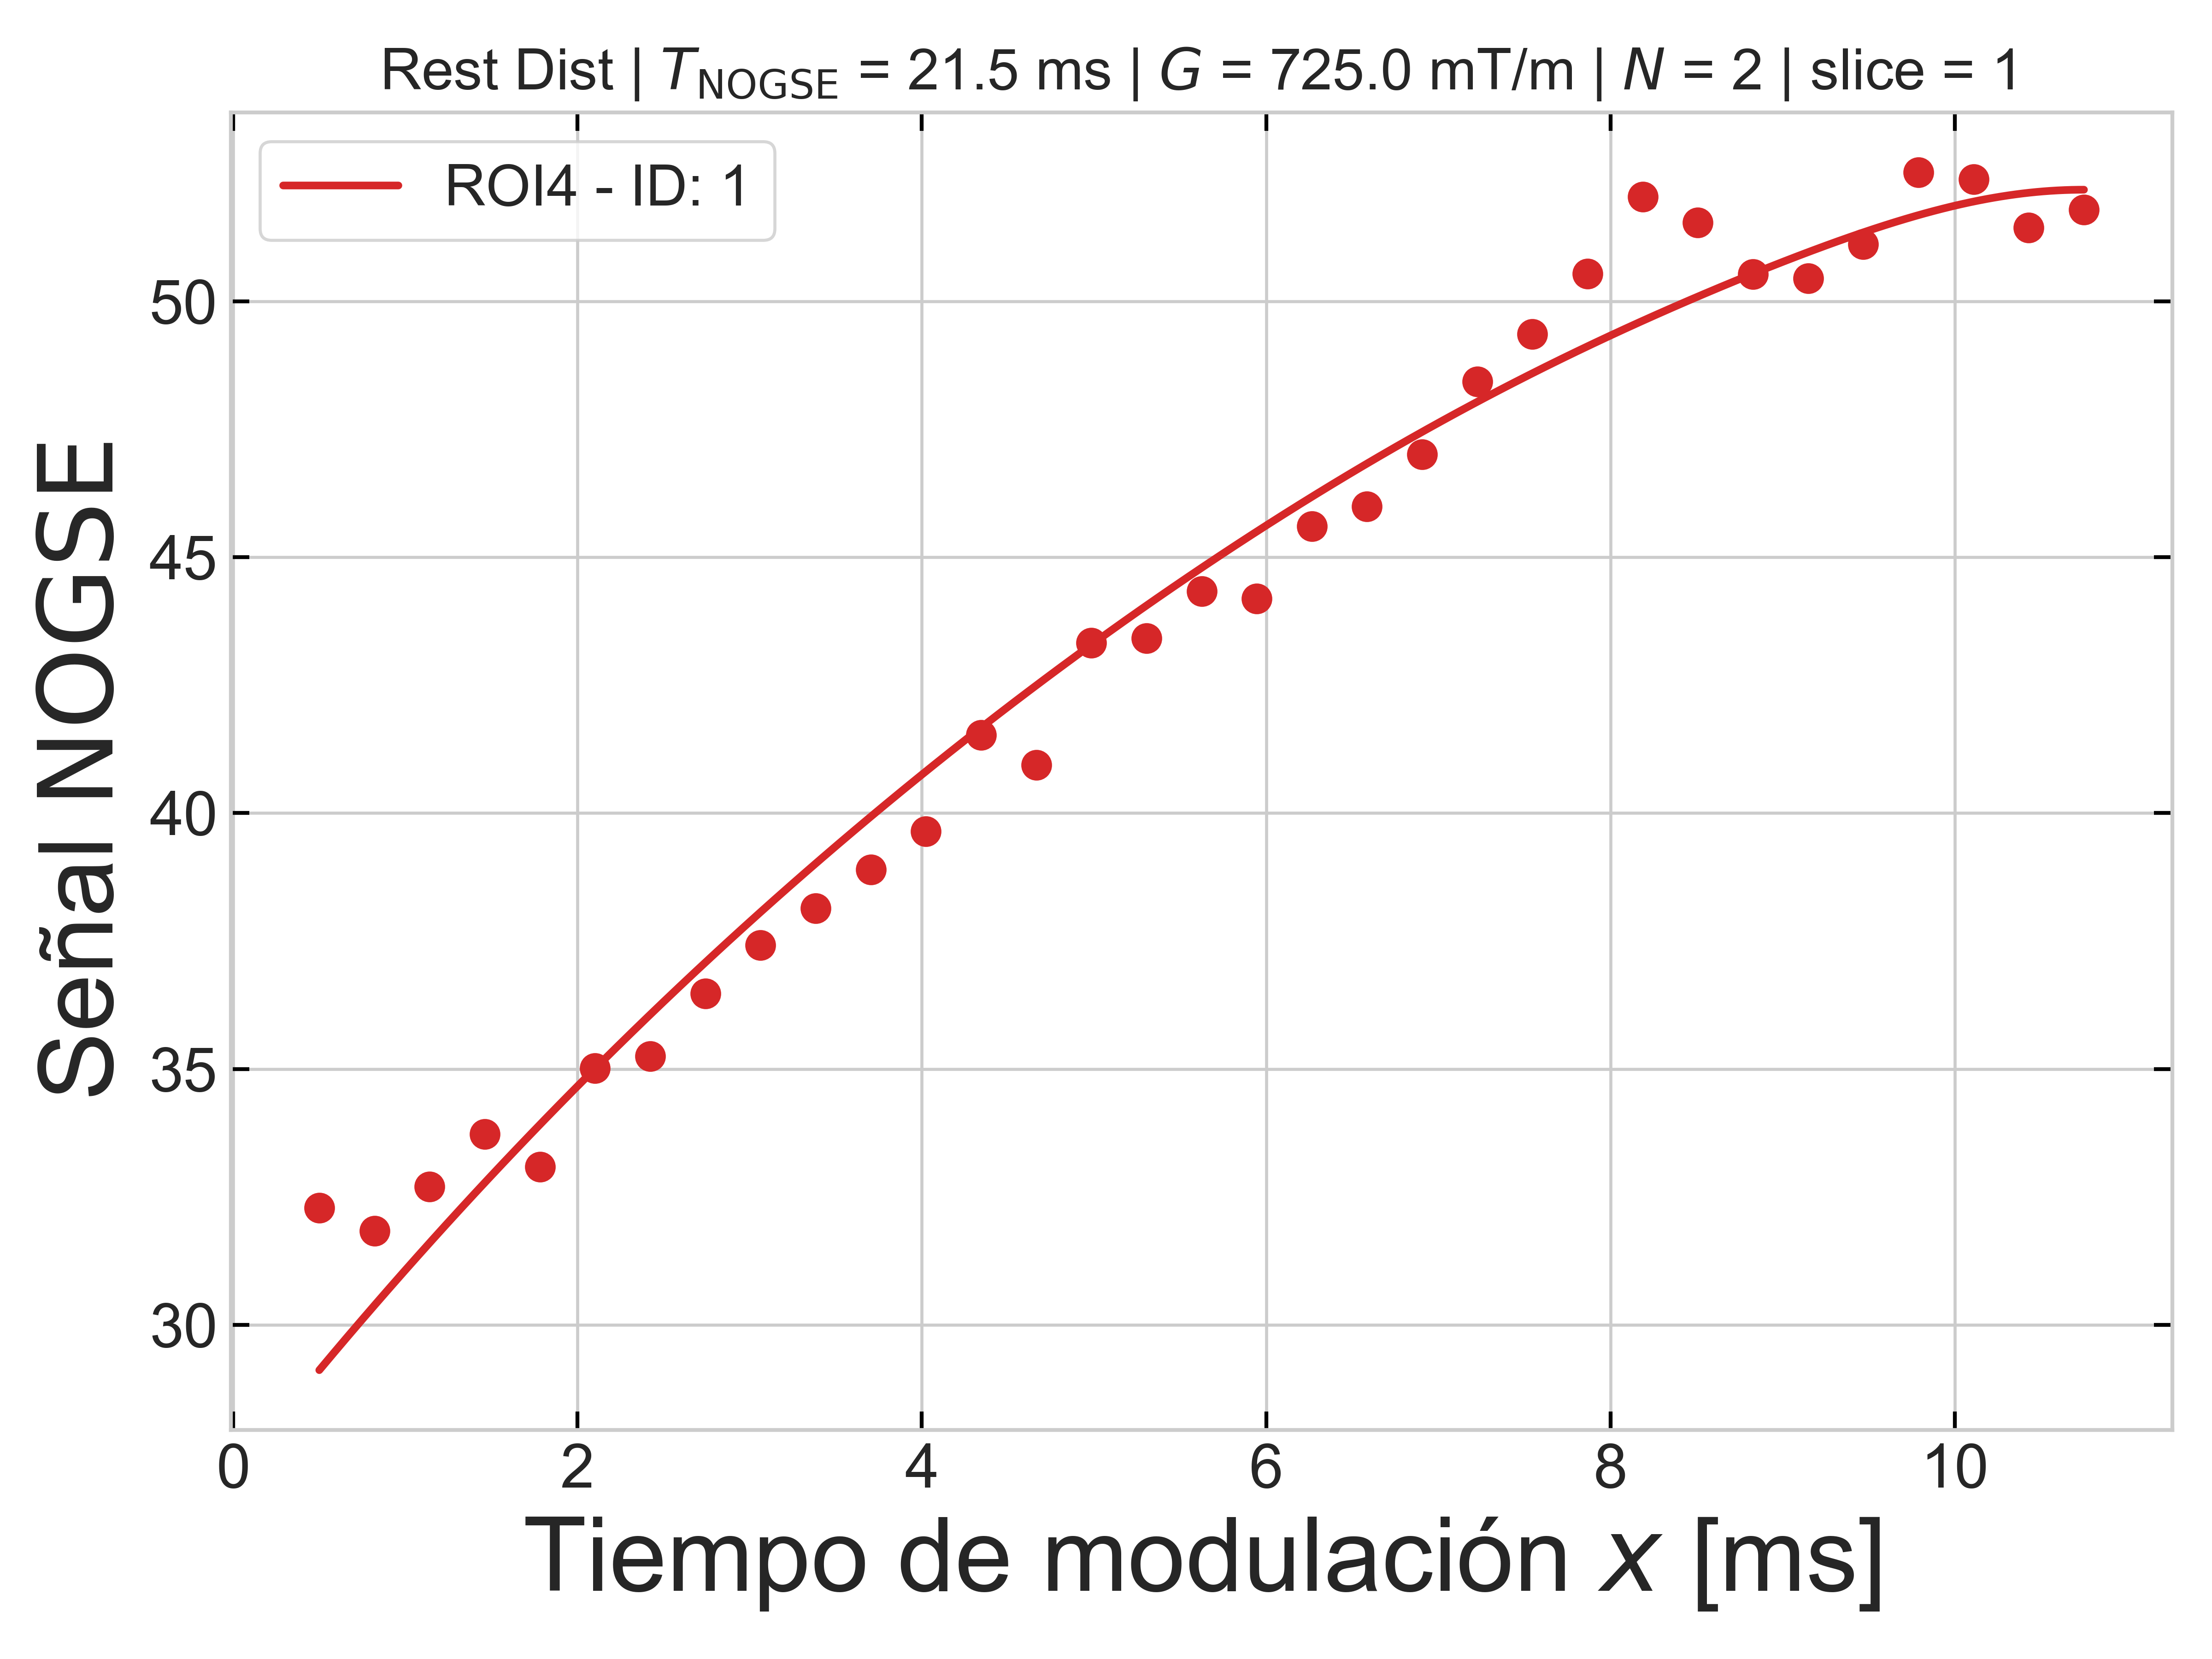 Rest Dist | T_NOGSE = 21.5 ms | G = 725.0 mT/m | N = 2 | slice = 1
ROI4 - ID: 1
Señal NOGSE
50
45
40
35
30
0 2 4 6 8 10
Tiempo de modulación x [ms]